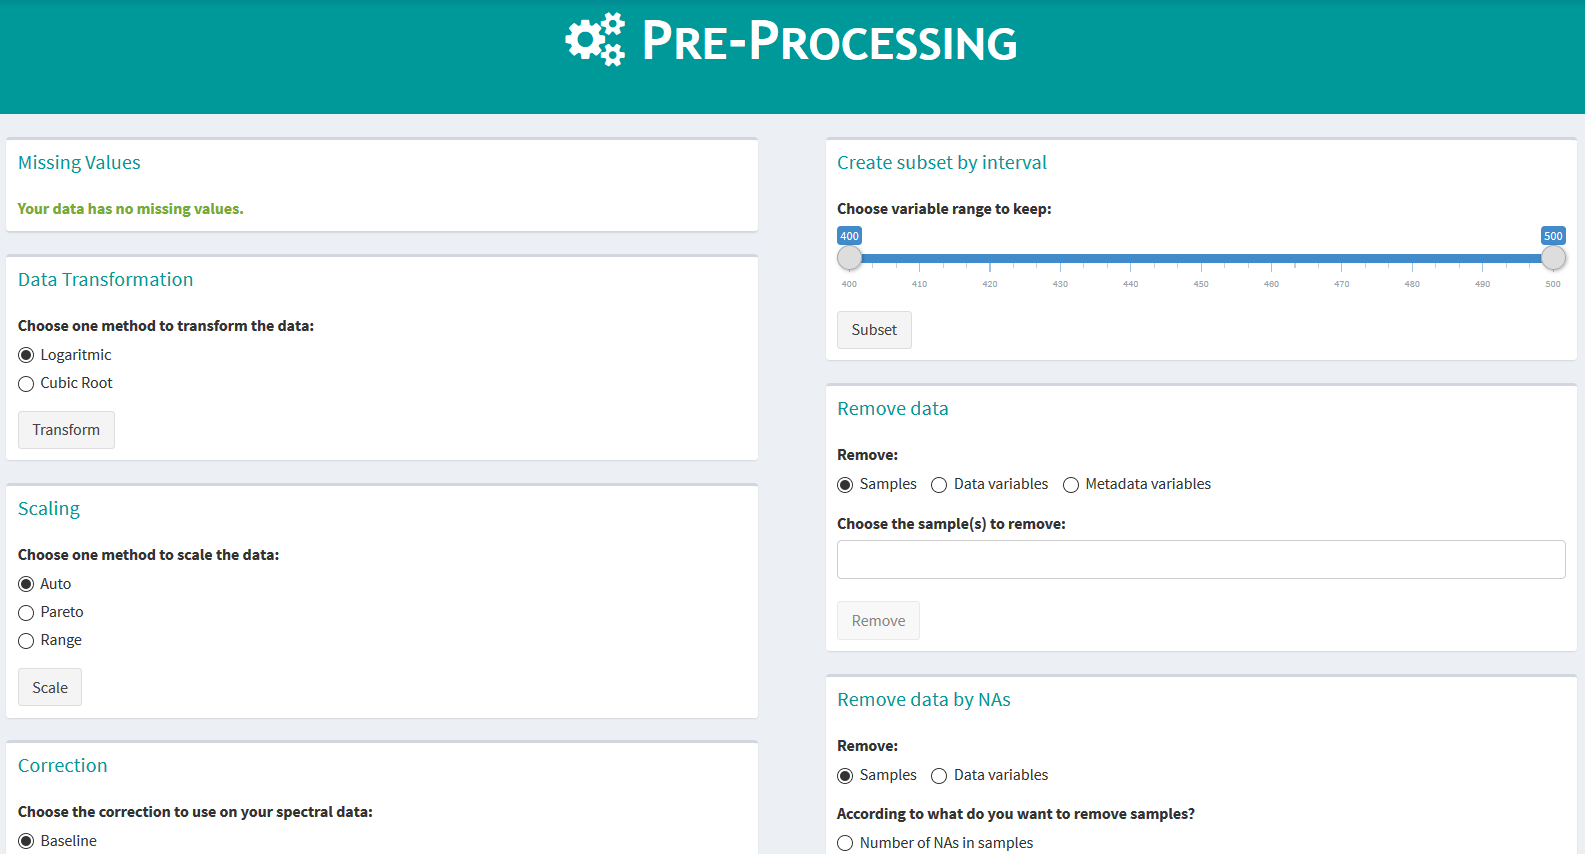 PRE-PROCESSING
Missing Values
Your data has no missing values.
Data Transformation
Choose one method to transform the data:
Logaritmic
Cubic Root
Transform
Scaling
Choose one method to scale the data:
Auto
Pareto
Range
Scale
Correction
Choose the correction to use on your spectral data:
Baseline
Create subset by interval
Choose variable range to keep:
400 500
400 410 420 430 440 450 460 470 480 490 500
Subset
Remove data
Remove:
Samples Data variables Metadata variables
Choose the sample(s) to remove:
Remove
Remove data by NAs
Remove:
Samples Data variables
According to what do you want to remove samples?
Number of NAs in samples